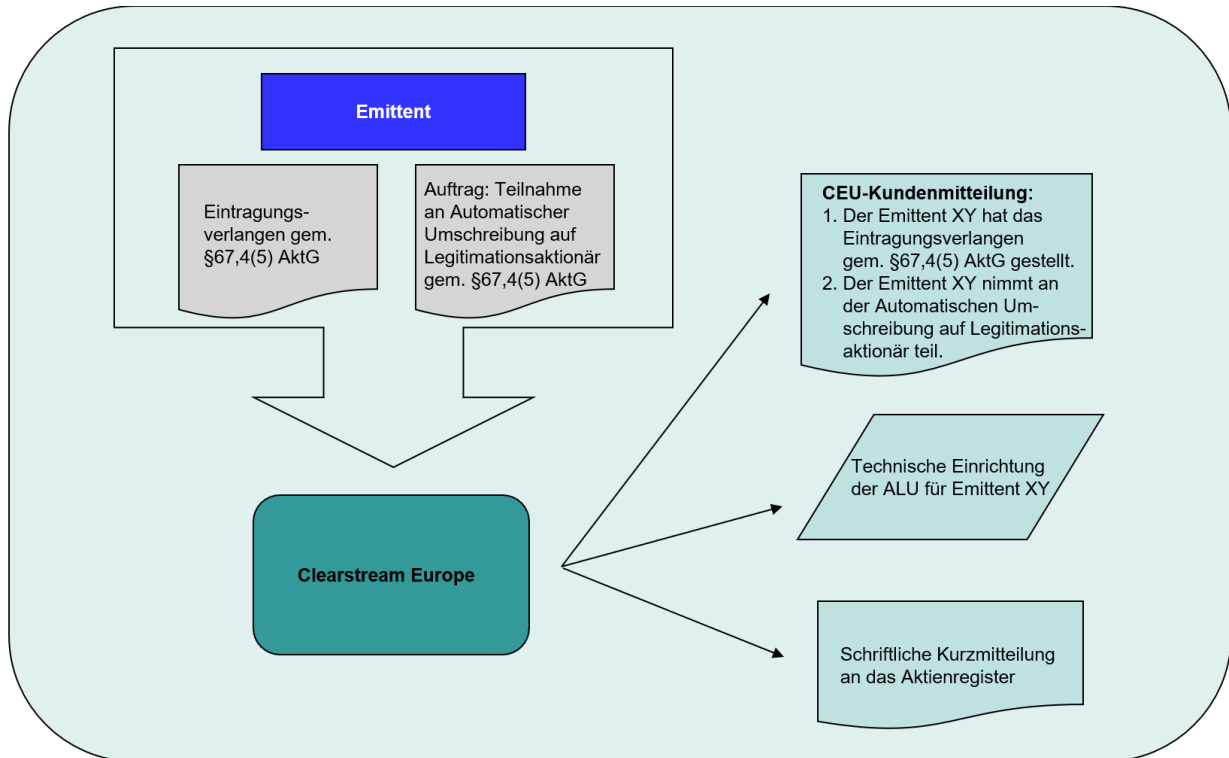 Emittent
Eintragungs-
verlangen gem.
§67,4(5) AktG
Auftrag: Teilnahme
an Automatischer
Umschreibung auf
Legitimationsaktionär
gem. §67,4(5) AktG
Clearstream Europe
CEU-Kundenmitteilung:
1. Der Emittent XY hat das
Eintragungsverlangen
gem. §67,4(5) AktG gestellt.
2. Der Emittent XY nimmt an
der Automatischen Um-
schreibung auf Legitimations-
aktionär teil.
Technische Einrichtung
der ALU für Emittent XY
Schriftliche Kurzmitteilung
an das Aktienregister